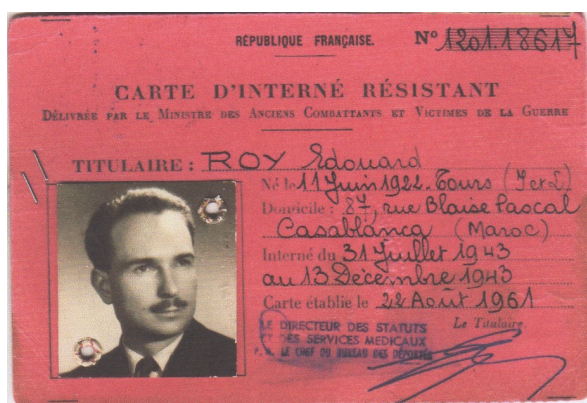 RÉPUBLIQUE FRANÇAISE. N° 1201.18617
CARTE D'INTERNÉ RÉSISTANT
DÉLIVRÉE PAR LE MINISTRE DES ANCIENS COMBATTANTS ET VICTIMES DE LA GUERRE
TITULAIRE : ROY Edouard
Né le 11 Juin 1922. Tours (I et L)
Domicile : 87, rue Blaise Pascal
Casablanca (Maroc)
Interné du 31 Juillet 1943
au 13 Décembre 1943
Carte établie le 22 Août 1961
LE DIRECTEUR DES STATUTS
ET DES SERVICES MEDICAUX
P. LE CHEF DU BUREAU DES DÉPORTÉS
Le Titulaire,